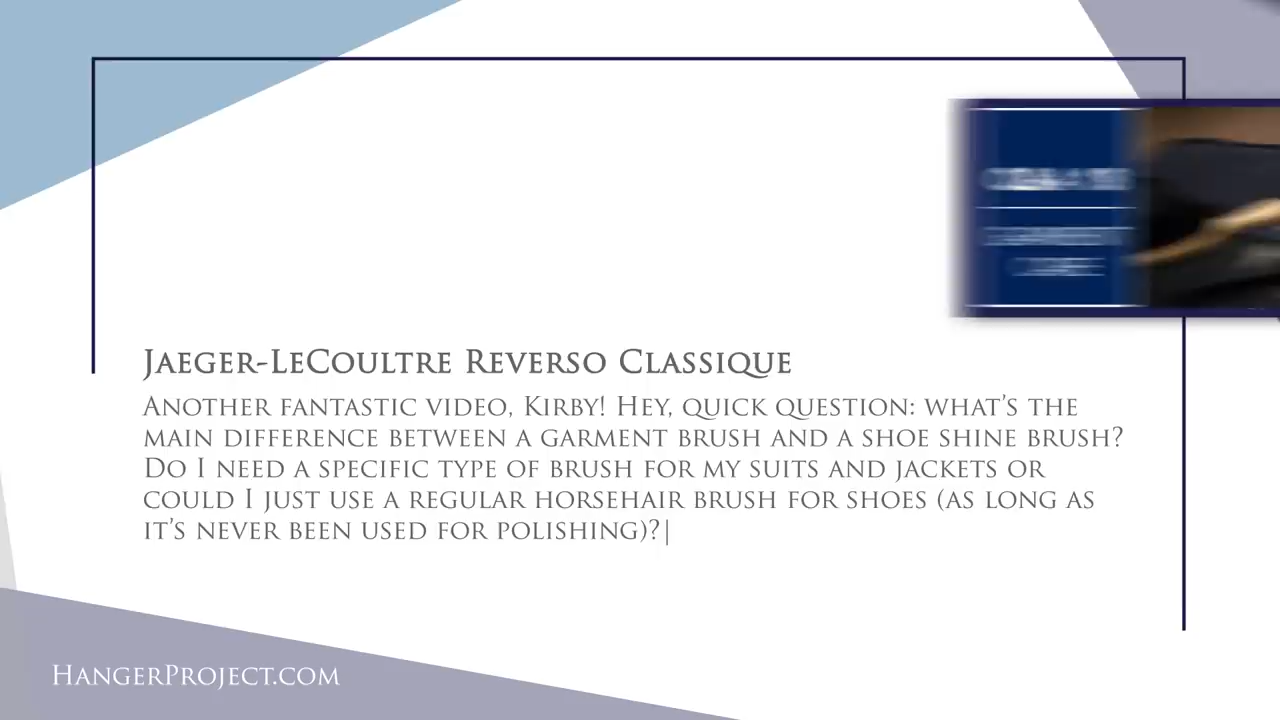 Jaeger-LeCoultre Reverso Classique
Another fantastic video, Kirby! Hey, quick question: what's the
main difference between a garment brush and a shoe shine brush?
Do I need a specific type of brush for my suits and jackets or
could I just use a regular horsehair brush for shoes (as long as
it's never been used for polishing)?|
HangerProject.com